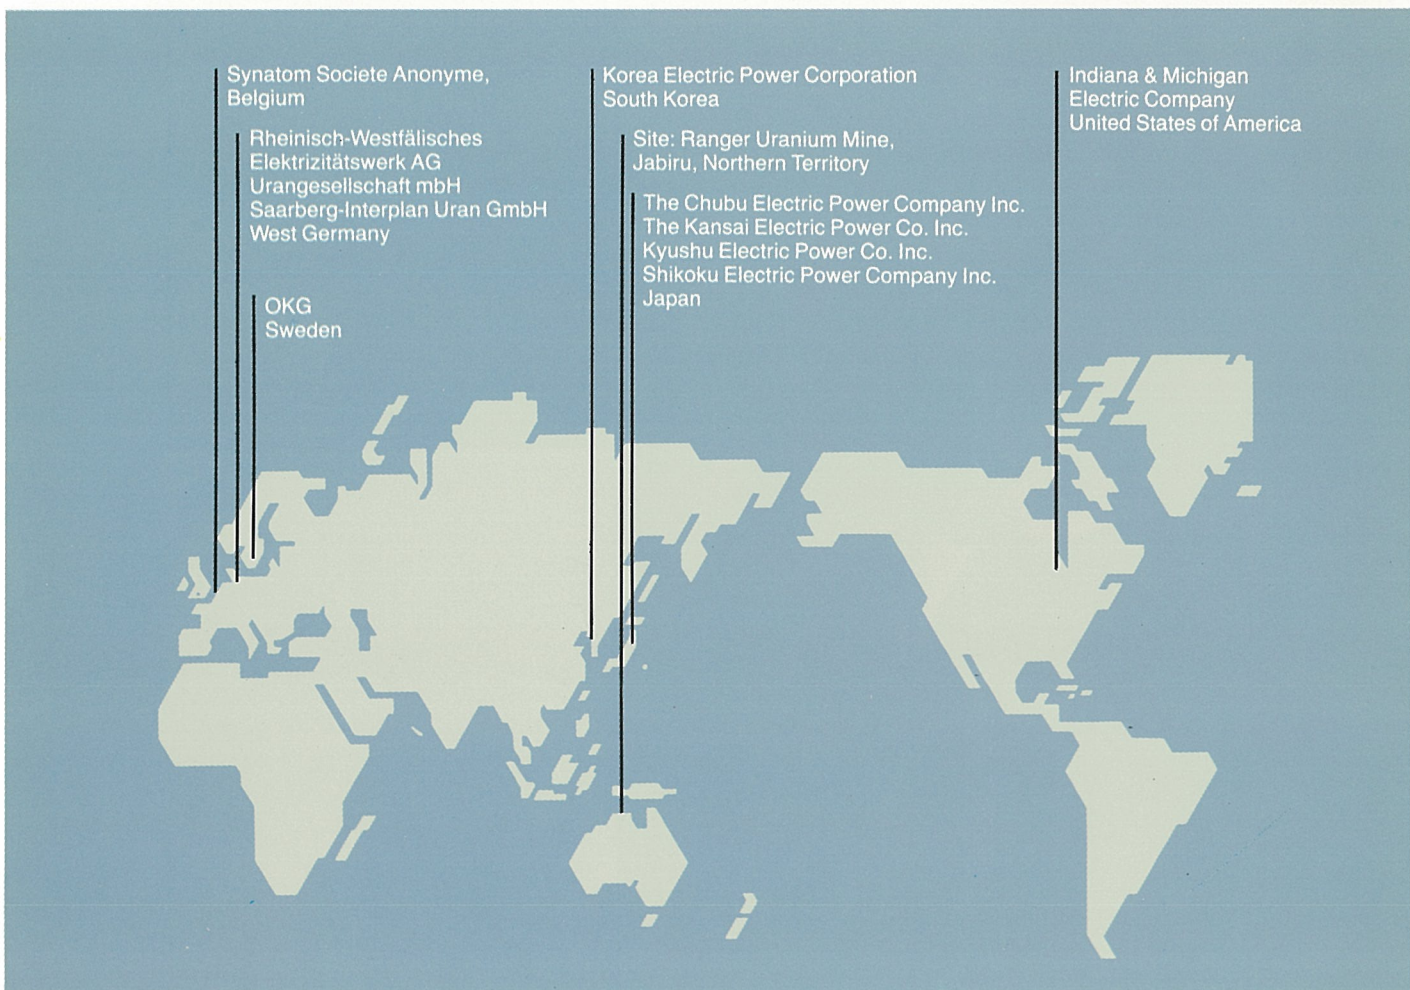 Synatom Societe Anonyme,
Belgium
Rheinisch-Westfälisches
Elektrizitätswerk AG
Urangesellschaft mbH
Saarberg-Interplan Uran GmbH
West Germany
OKG
Sweden
Korea Electric Power Corporation
South Korea
Site: Ranger Uranium Mine,
Jabiru, Northern Territory
The Chubu Electric Power Company Inc.
The Kansai Electric Power Co. Inc.
Kyushu Electric Power Co. Inc.
Shikoku Electric Power Company Inc.
Japan
Indiana & Michigan
Electric Company
United States of America